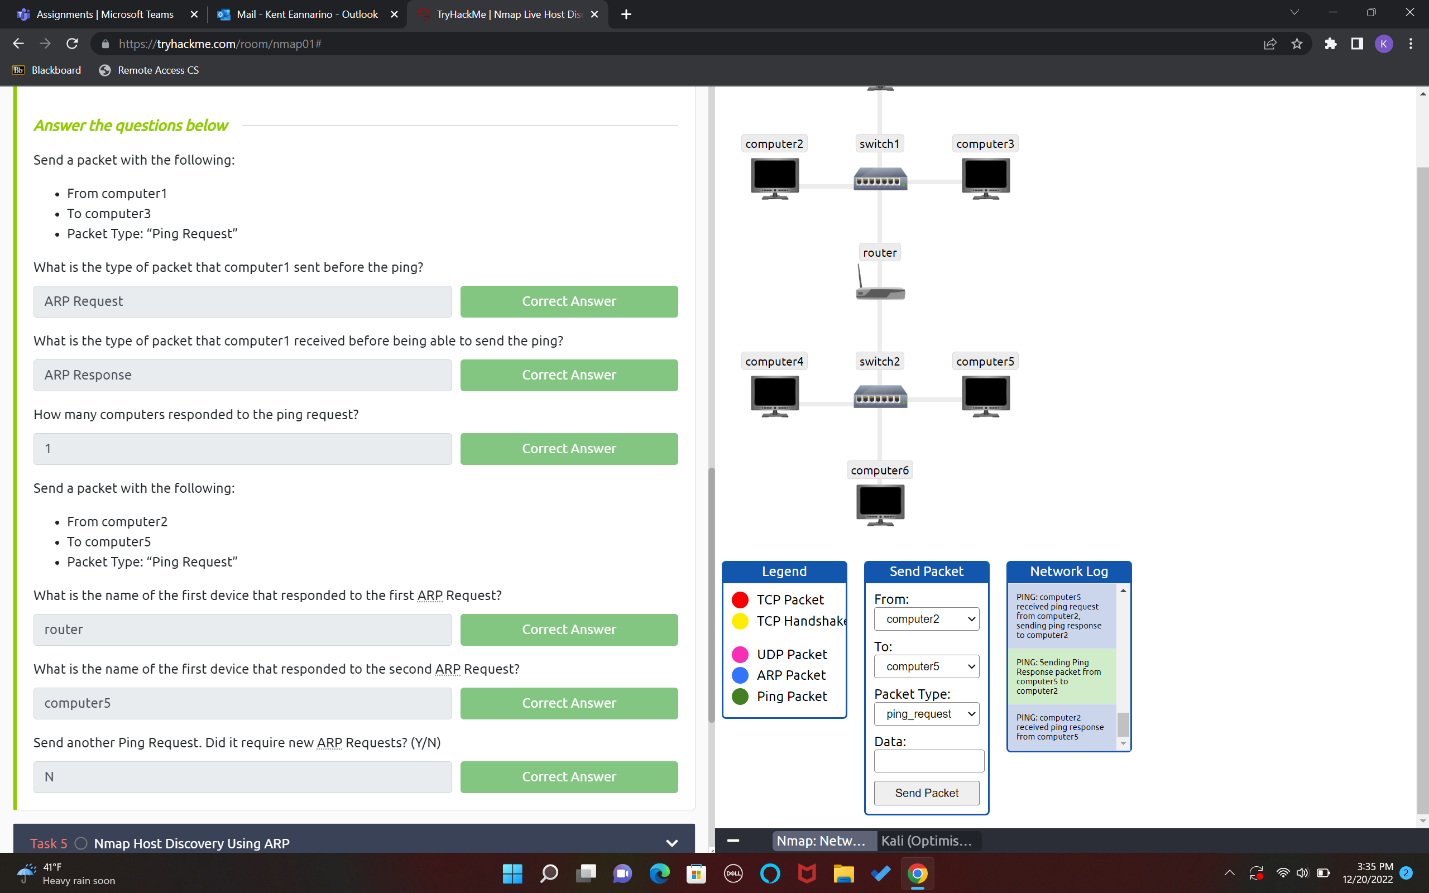 Assignments | Microsoft Teams
Mail - Kent Eannarino - Outlook
TryHackMe | Nmap Live Host Dis
https://tryhackme.com/room/nmap01#
K
Blackboard
Remote Access CS
Answer the questions below
Send a packet with the following:
• From computer1
• To computer3
• Packet Type: “Ping Request”
What is the type of packet that computer1 sent before the ping?
ARP Request
Correct Answer
What is the type of packet that computer1 received before being able to send the ping?
ARP Response
Correct Answer
How many computers responded to the ping request?
1
Correct Answer
Send a packet with the following:
• From computer2
• To computer5
• Packet Type: “Ping Request”
What is the name of the first device that responded to the first ARP Request?
router
Correct Answer
What is the name of the first device that responded to the second ARP Request?
computer5
Correct Answer
Send another Ping Request. Did it require new ARP Requests? (Y/N)
N
Correct Answer
Task 5 Nmap Host Discovery Using ARP
computer2
switch1
computer3
router
computer4
switch2
computer5
computer6
Legend
TCP Packet
TCP Handshake
UDP Packet
ARP Packet
Ping Packet
Send Packet
From:
computer2
To:
computer5
Packet Type:
ping_request
Data:
Send Packet
Network Log
PING: computer5
received ping request
from computer2,
sending ping response
to computer2
PING: Sending Ping
Response packet from
computer5 to
computer2
PING: computer2
received ping response
from computer5
Nmap: Netw...
Kali (Optimis...
41°F
Heavy rain soon
DELL
3:35 PM
12/20/2022
2